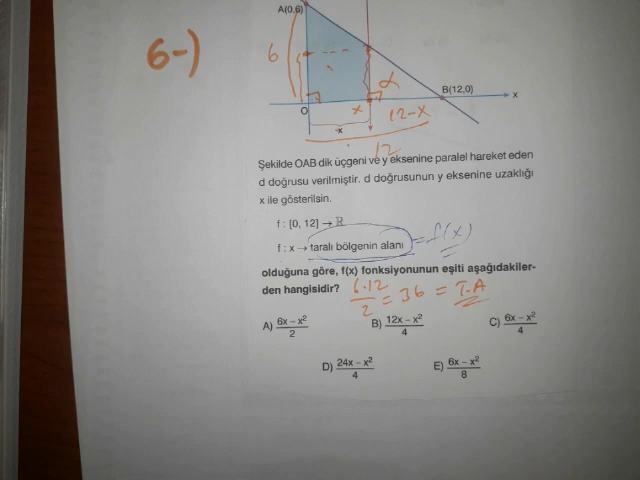 A(0,6)
6-)
6
α
B(12,0)
x
O
x
12-x
x
12
Şekilde OAB dik üçgeni ve y eksenine paralel hareket eden
d doğrusu verilmiştir. d doğrusunun y eksenine uzaklığı
x ile gösterilsin.
f : [0, 12] → R
f : x → taralı bölgenin alanı = f(x)
olduğuna göre, f(x) fonksiyonunun eşiti aşağıdakiler-
den hangisidir? 6.12/2 = 36 = T.A
A) 6x – x²/2 B) 12x – x²/4 C) 6x – x²/4
D) 24x – x²/4 E) 6x – x²/8